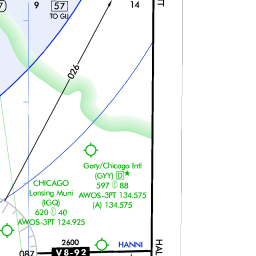 9
57
14
TO GIJ
026
Gary/Chicago Intl
(GYY) D★
597 88
AWOS-3PT 134.575
(A) 134.575
CHICAGO
Lansing Muni
(IGQ)
620 40
AWOS-3PT 124.925
2600
HANNI
087
V8-92
HAL